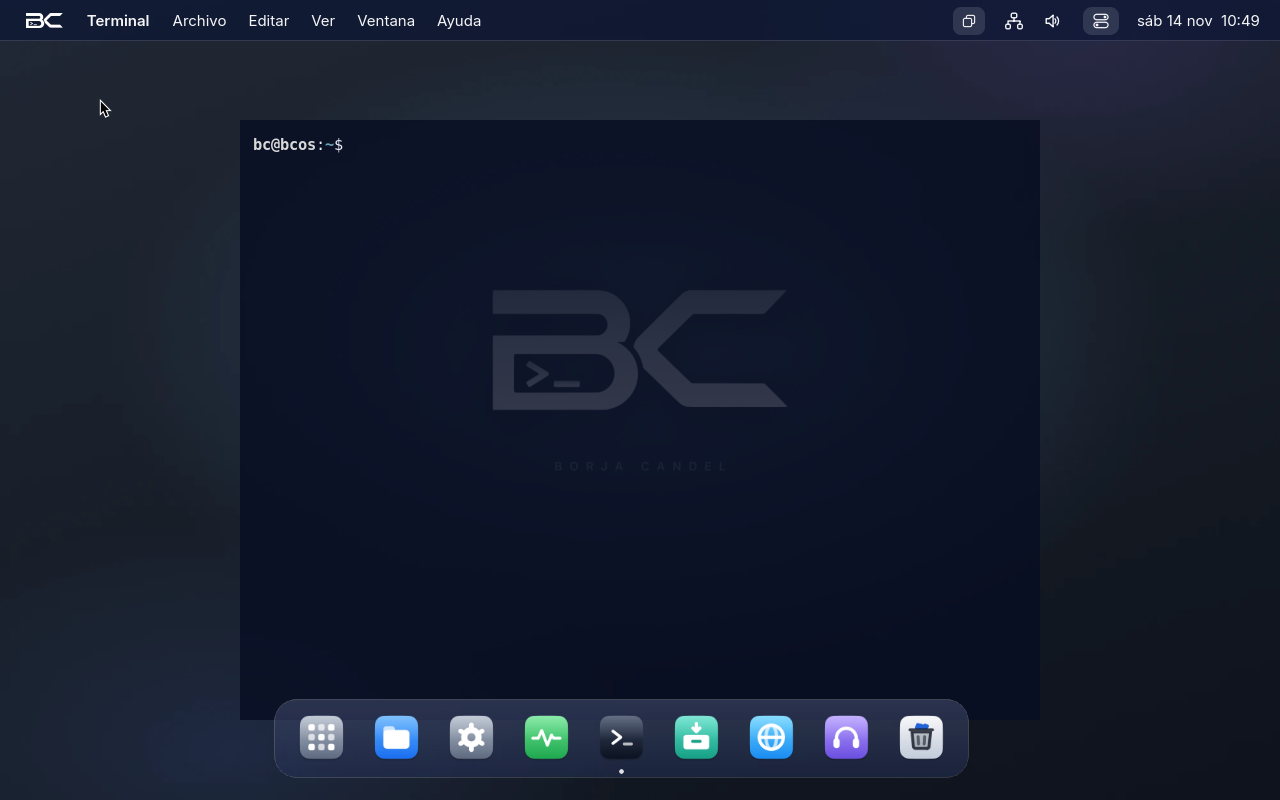 BC Terminal Archivo Editar Ver Ventana Ayuda sáb 14 nov 10:49
bc@bcos:~$
BC
>_
BORJA CANDEL